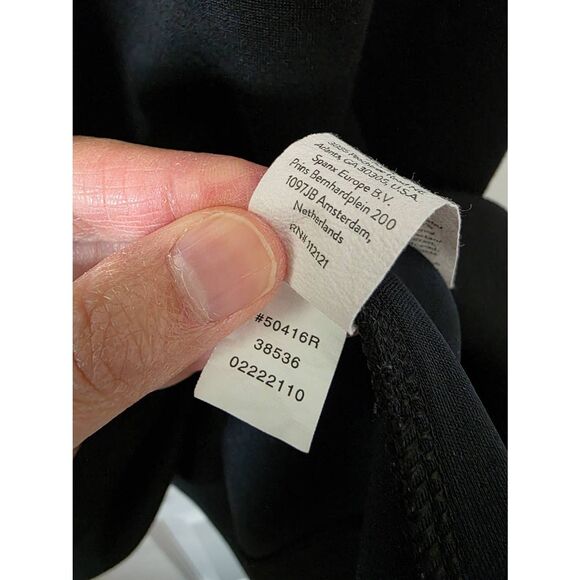 Atlanta, GA 30305, U.S.A.
Spanx Europe B.V.
Prins Bernhardplein 200
1097JB Amsterdam,
Netherlands
RN# 112121
#50416R
38536
02222110